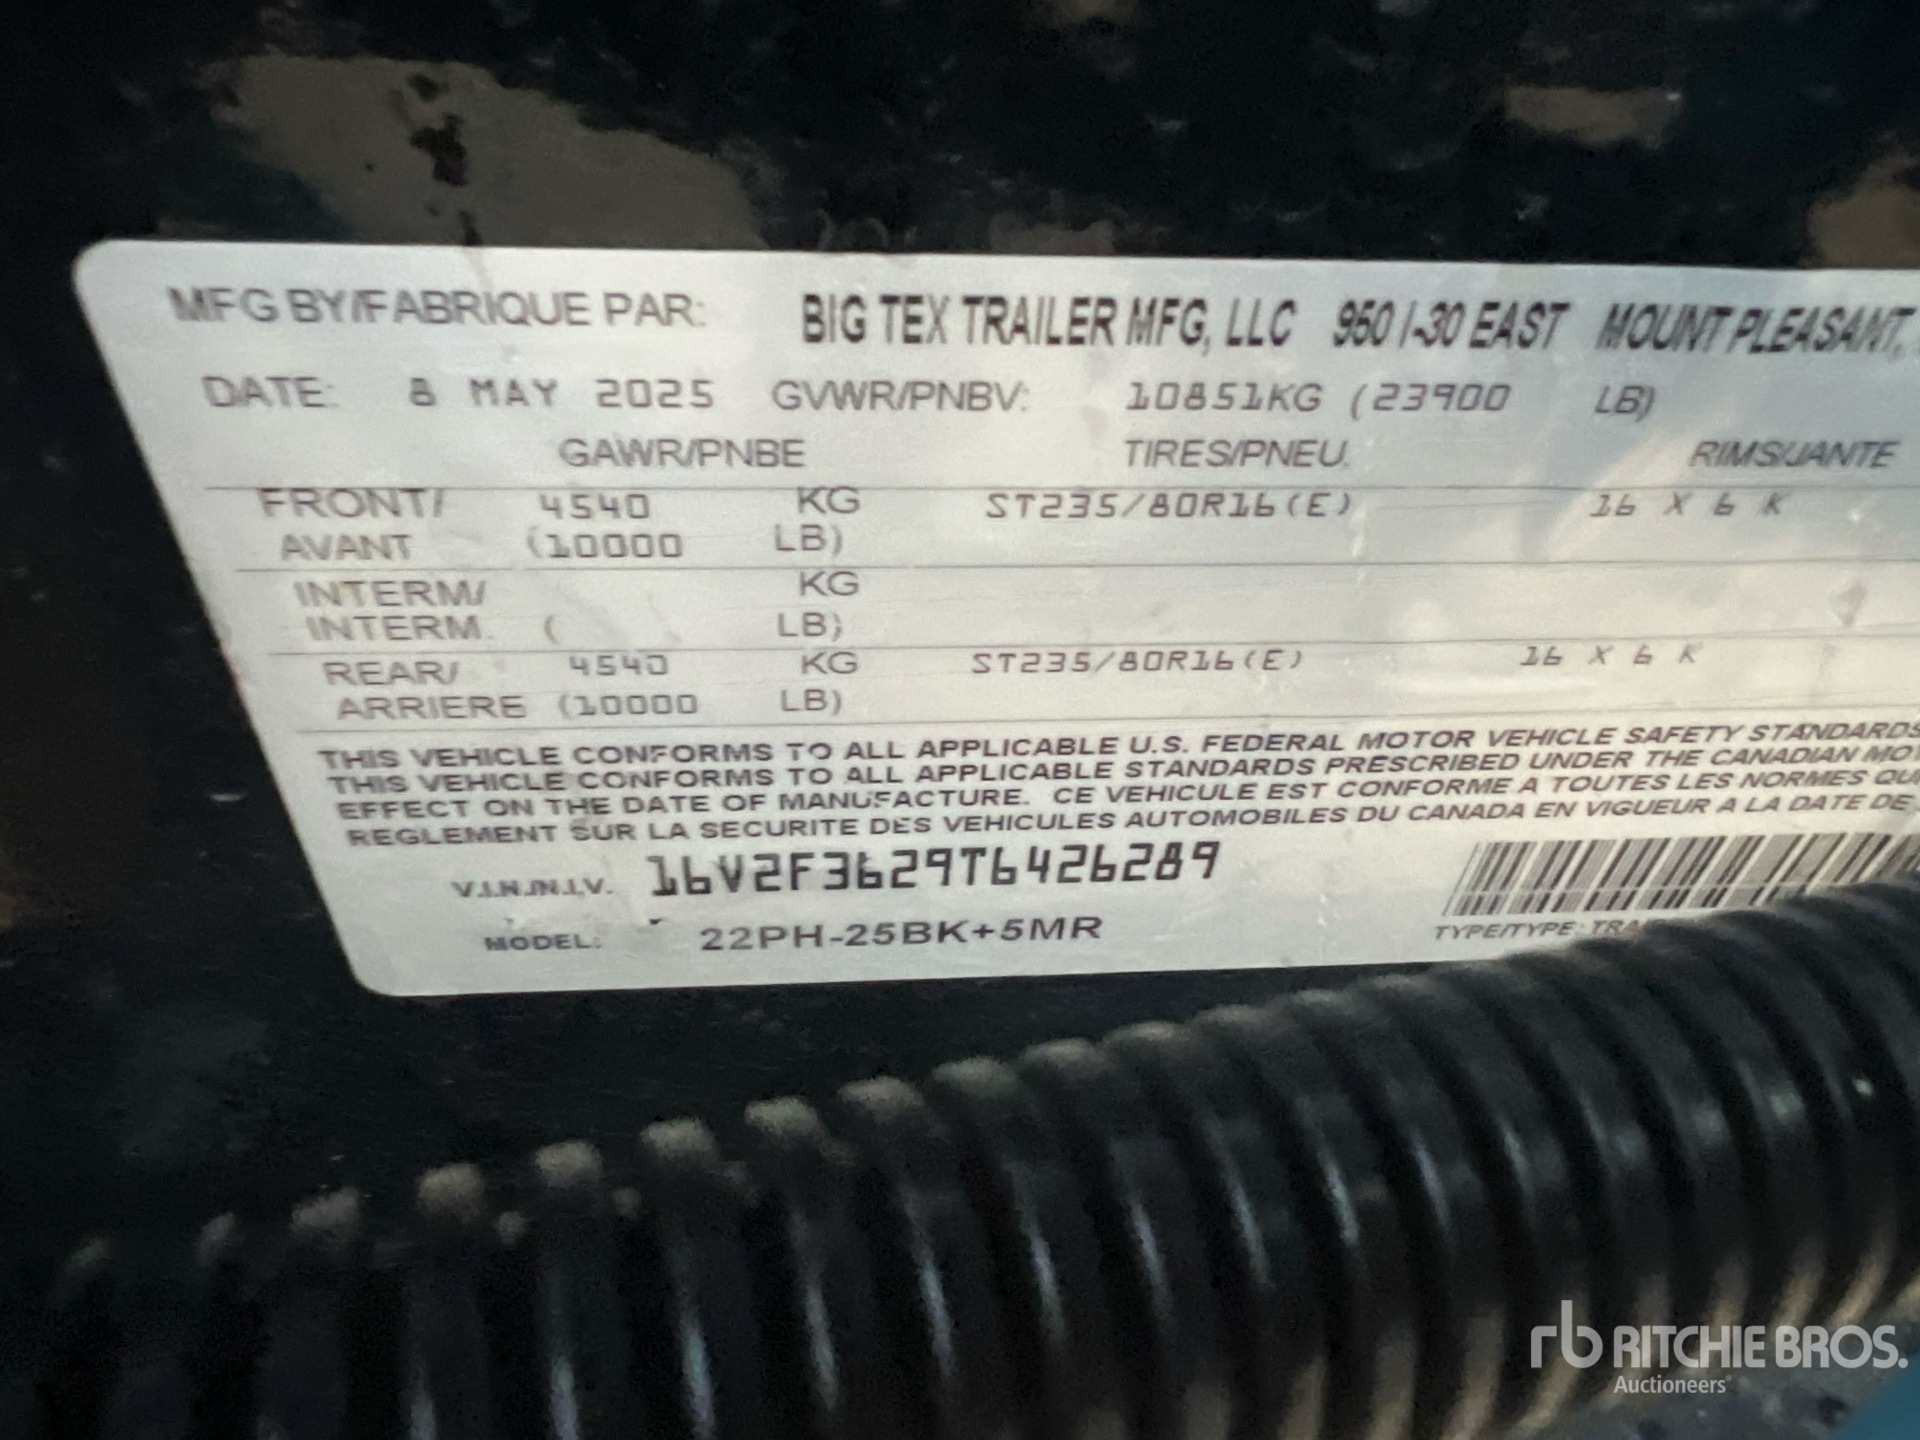 MFG BY/FABRIQUE PAR: BIG TEX TRAILER MFG, LLC 950 I-30 EAST MOUNT PLEASANT,
DATE: 8 MAY 2025 GVWR/PNBV: 10851KG (23900 LB)
GAWR/PNBE TIRES/PNEU. RIMS/JANTE
FRONT/ 4540 KG ST235/80R16(E) 16 X 6 K
AVANT (10000 LB)
INTERM/ KG
INTERM. ( LB)
REAR/ 4540 KG ST235/80R16(E) 16 X 6 K
ARRIERE (10000 LB)
THIS VEHICLE CONFORMS TO ALL APPLICABLE U.S. FEDERAL MOTOR VEHICLE SAFETY STANDARDS
THIS VEHICLE CONFORMS TO ALL APPLICABLE STANDARDS PRESCRIBED UNDER THE CANADIAN MO
EFFECT ON THE DATE OF MANUFACTURE. CE VEHICULE EST CONFORME A TOUTES LES NORMES QU
REGLEMENT SUR LA SECURITE DES VEHICULES AUTOMOBILES DU CANADA EN VIGUEUR A LA DATE DE
V.I.N./N.I.V. 16V2F3629T6426289
MODEL: 22PH-25BK+5MR TYPE/TYPE: TRA
rb RITCHIE BROS.
Auctioneers